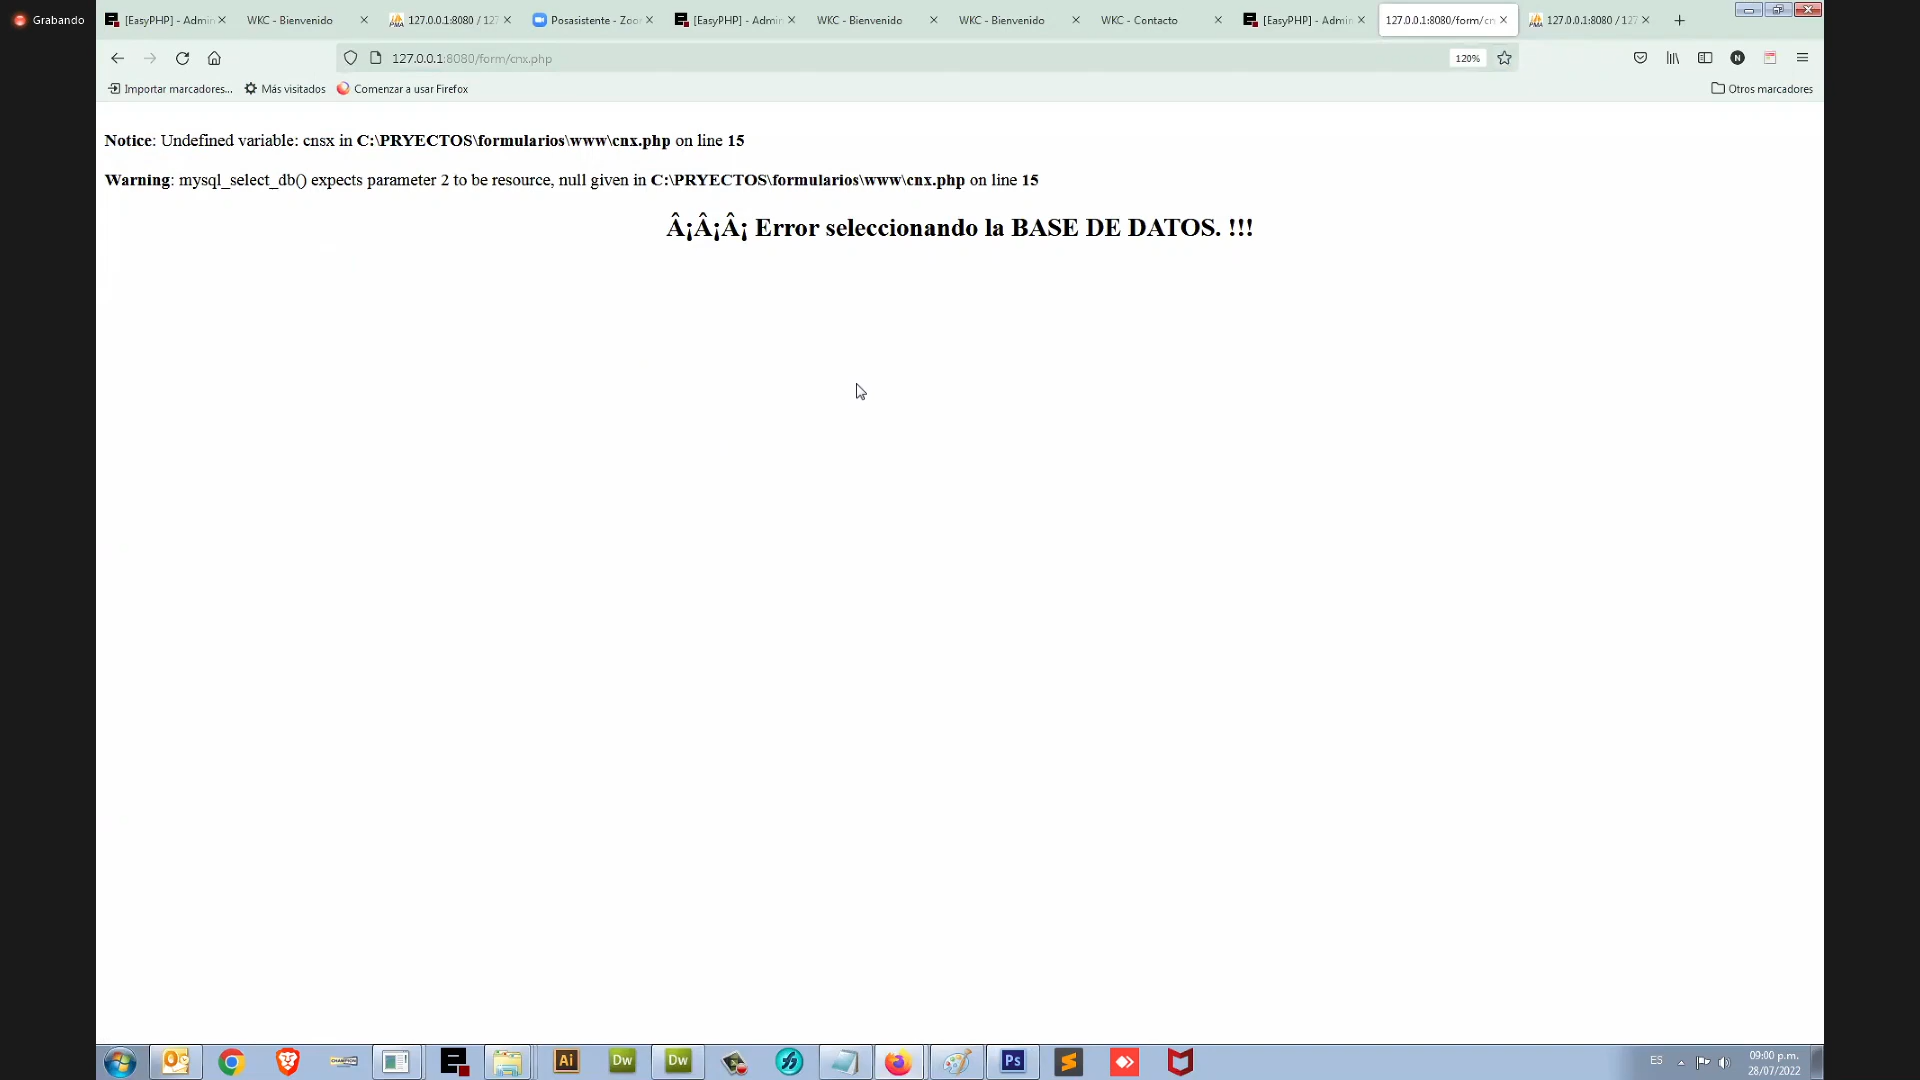 Grabando
[EasyPHP] - Admin
WKC - Bienvenido
127.0.0.1:8080 / 127
Posasistente - Zoo
[EasyPHP] - Admin
WKC - Bienvenido
WKC - Bienvenido
WKC - Contacto
[EasyPHP] - Admin
127.0.0.1:8080/form/cn
127.0.0.1:8080 / 127
127.0.0.1:8080/form/cnx.php
120%
N
Importar marcadores...
Más visitados
Comenzar a usar Firefox
Otros marcadores
Notice: Undefined variable: cnsx in C:\PRYECTOS\formularios\www\cnx.php on line 15
Warning: mysql_select_db() expects parameter 2 to be resource, null given in C:\PRYECTOS\formularios\www\cnx.php on line 15
Â¡Â¡Â¡ Error seleccionando la BASE DE DATOS. !!!
Ai
Dw
Dw
Ps
ES
09:00 p.m.
28/07/2022